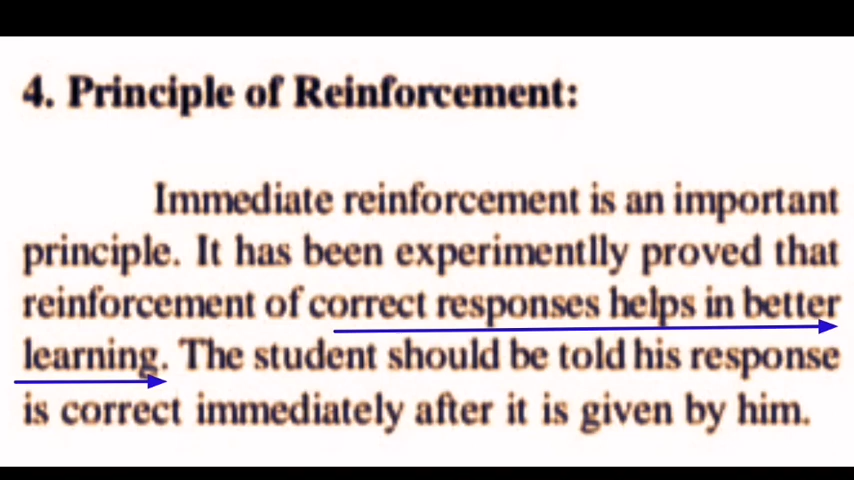 4. Principle of Reinforcement:
Immediate reinforcement is an important
principle. It has been experimentlly proved that
reinforcement of correct responses helps in better
learning. The student should be told his response
is correct immediately after it is given by him.